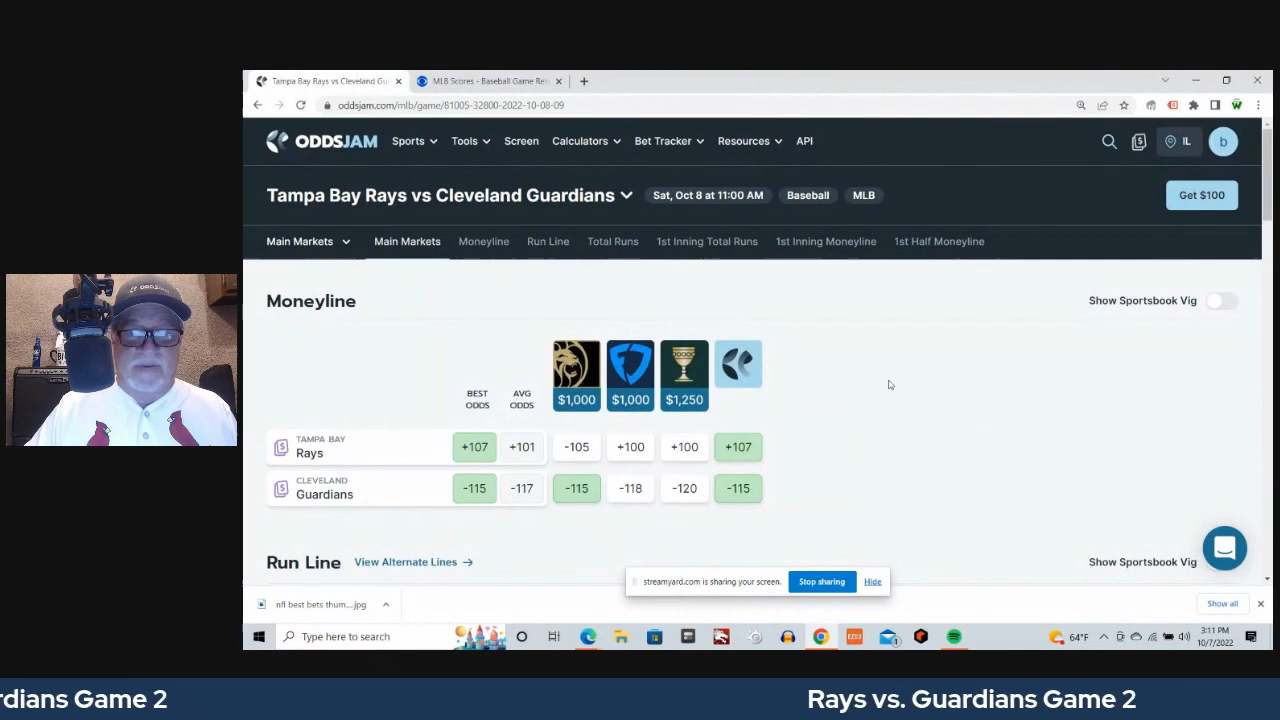 Tampa Bay Rays vs Cleveland Gu
MLB Scores - Baseball Game Res
oddsjam.com/mlb/game/81005-32800-2022-10-08-09
ODDSJAM Sports Tools Screen Calculators Bet Tracker Resources API IL b
Tampa Bay Rays vs Cleveland Guardians Sat, Oct 8 at 11:00 AM Baseball MLB Get $100
Main Markets Main Markets Moneyline Run Line Total Runs 1st Inning Total Runs 1st Inning Moneyline 1st Half Moneyline
Moneyline Show Sportsbook Vig
BEST ODDS AVG ODDS $1,000 $1,000 $1,250
TAMPA BAY
Rays +107 +101 -105 +100 +100 +107
CLEVELAND
Guardians -115 -117 -115 -118 -120 -115
Run Line View Alternate Lines → Show Sportsbook Vig
streamyard.com is sharing your screen. Stop sharing Hide
nfl best bets thum....jpg Show all
Type here to search 64°F 3:11 PM
10/7/2022
rdians Game 2 Rays vs. Guardians Game 2